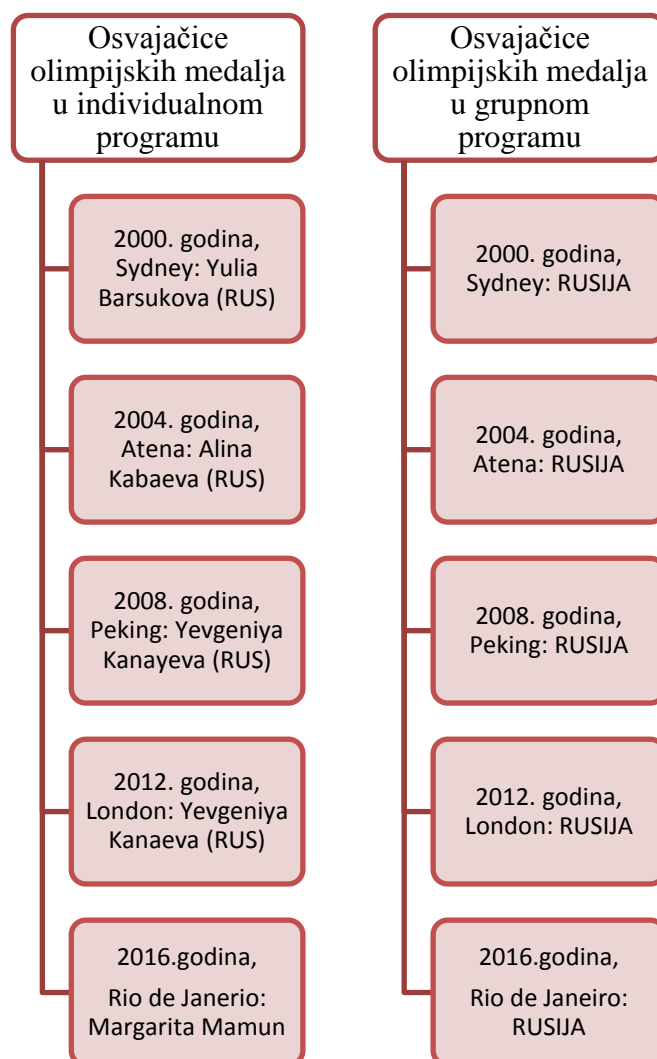 Osvajačice
olimpijskih medalja
u individualnom
programu
2000. godina,
Sydney: Yulia
Barsukova (RUS)
2004. godina,
Atena: Alina
Kabaeva (RUS)
2008. godina,
Peking: Yevgeniya
Kanayeva (RUS)
2012. godina,
London: Yevgeniya
Kanaeva (RUS)
2016.godina,
Rio de Janerio:
Margarita Mamun
Osvajačice
olimpijskih medalja
u grupnom
programu
2000. godina,
Sydney: RUSIJA
2004. godina,
Atena: RUSIJA
2008. godina,
Peking: RUSIJA
2012. godina,
London: RUSIJA
2016.godina,
Rio de Janeiro:
RUSIJA